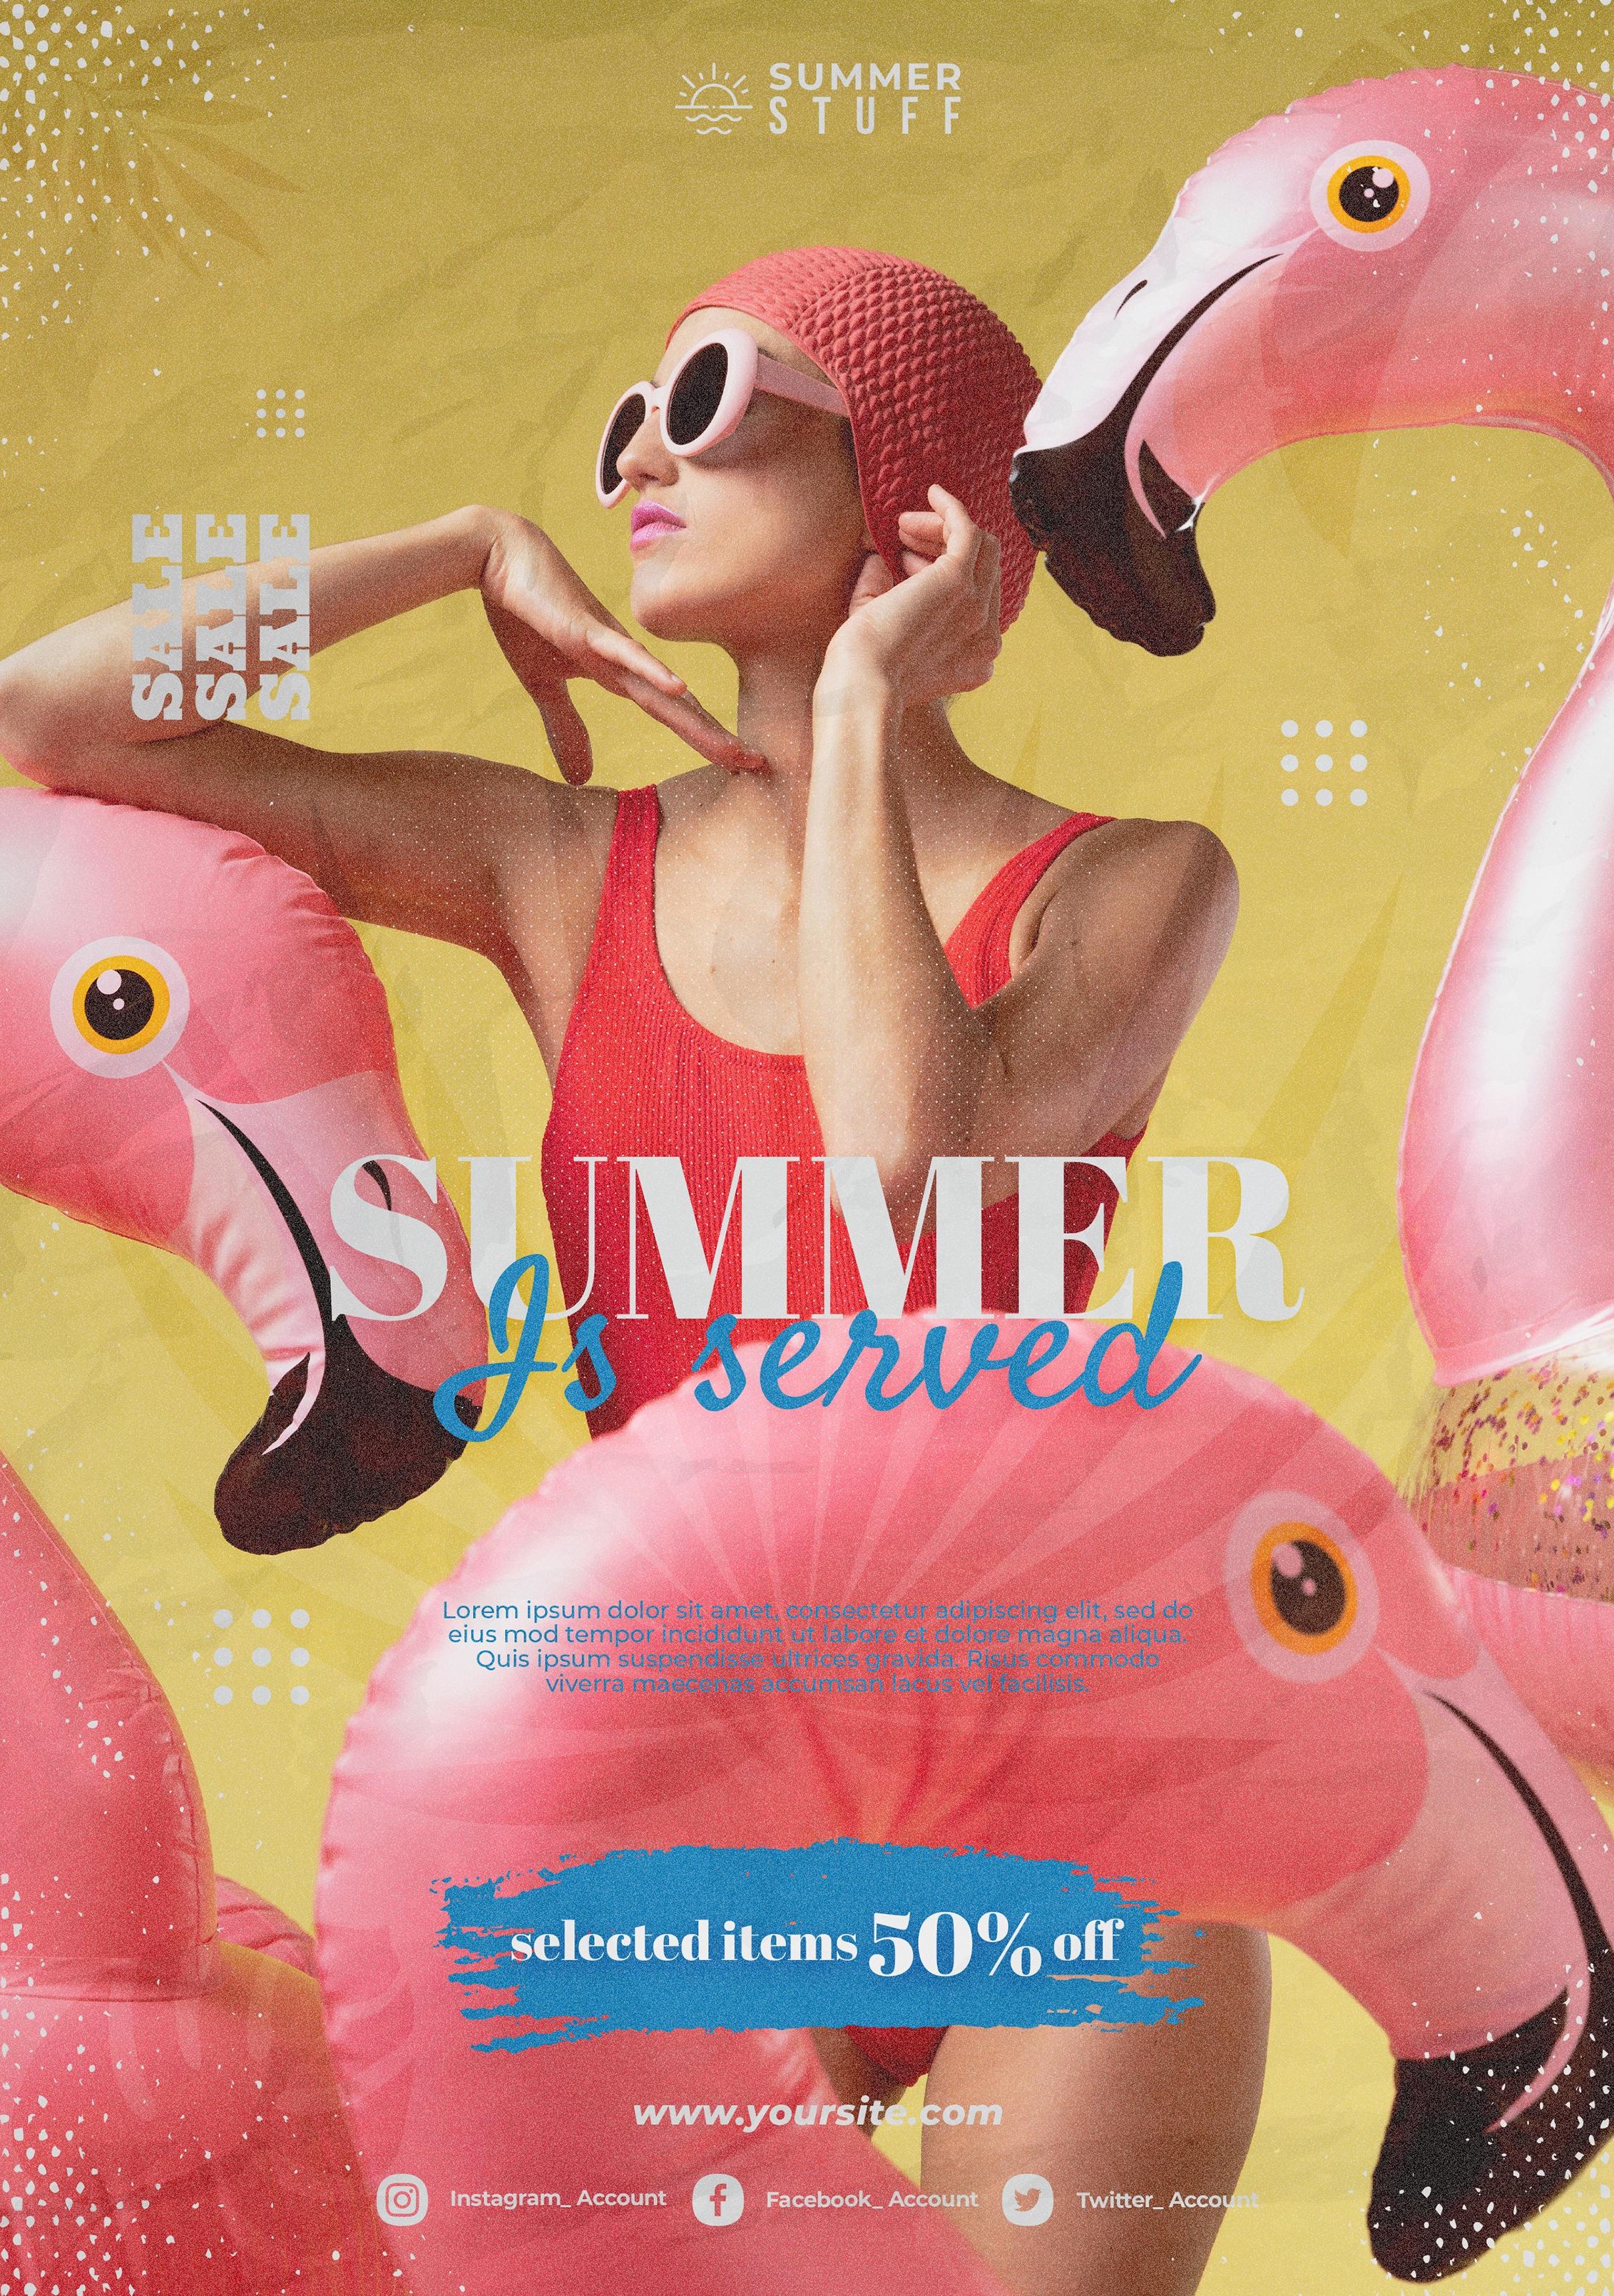 SUMMER
STUFF
SALE
SALE
SALE
SUMMER
Is served
Lorem ipsum dolor sit amet, consectetur adipiscing elit, sed do
eius mod tempor incididunt ut labore et dolore magna aliqua.
Quis ipsum suspendisse ultrices gravida. Risus commodo
viverra maecenas accumsan lacus vel facilisis.
selected items 50% off
www.yoursite.com
Instagram_ Account Facebook_ Account Twitter_ Account